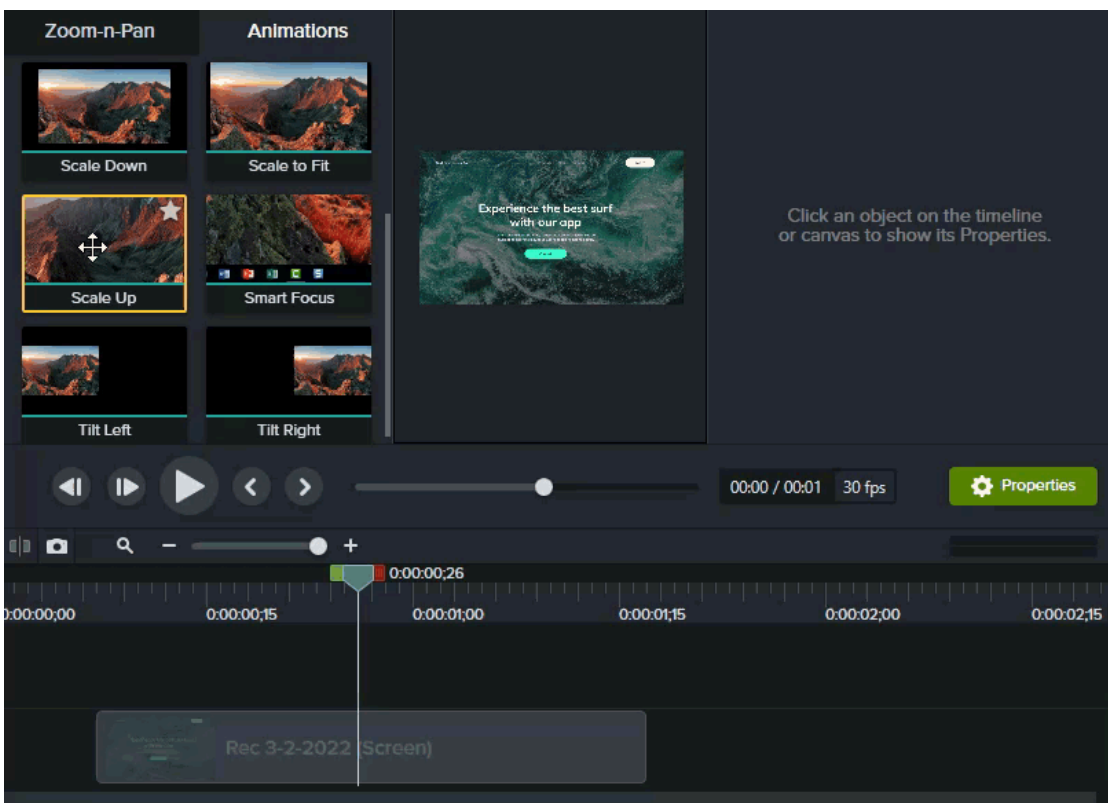 Zoom-n-Pan
Animations
Scale Down
Scale to Fit
Scale Up
Smart Focus
Tilt Left
Tilt Right
Experience the best surf
with our app
Click an object on the timeline
or canvas to show its Properties.
00:00 / 00:01
30 fps
Properties
0:00:00;26
0:00:00;00
0:00:00;15
0:00:01;00
0:00:01;15
0:00:02;00
0:00:02;15
Rec 3-2-2022 (Screen)